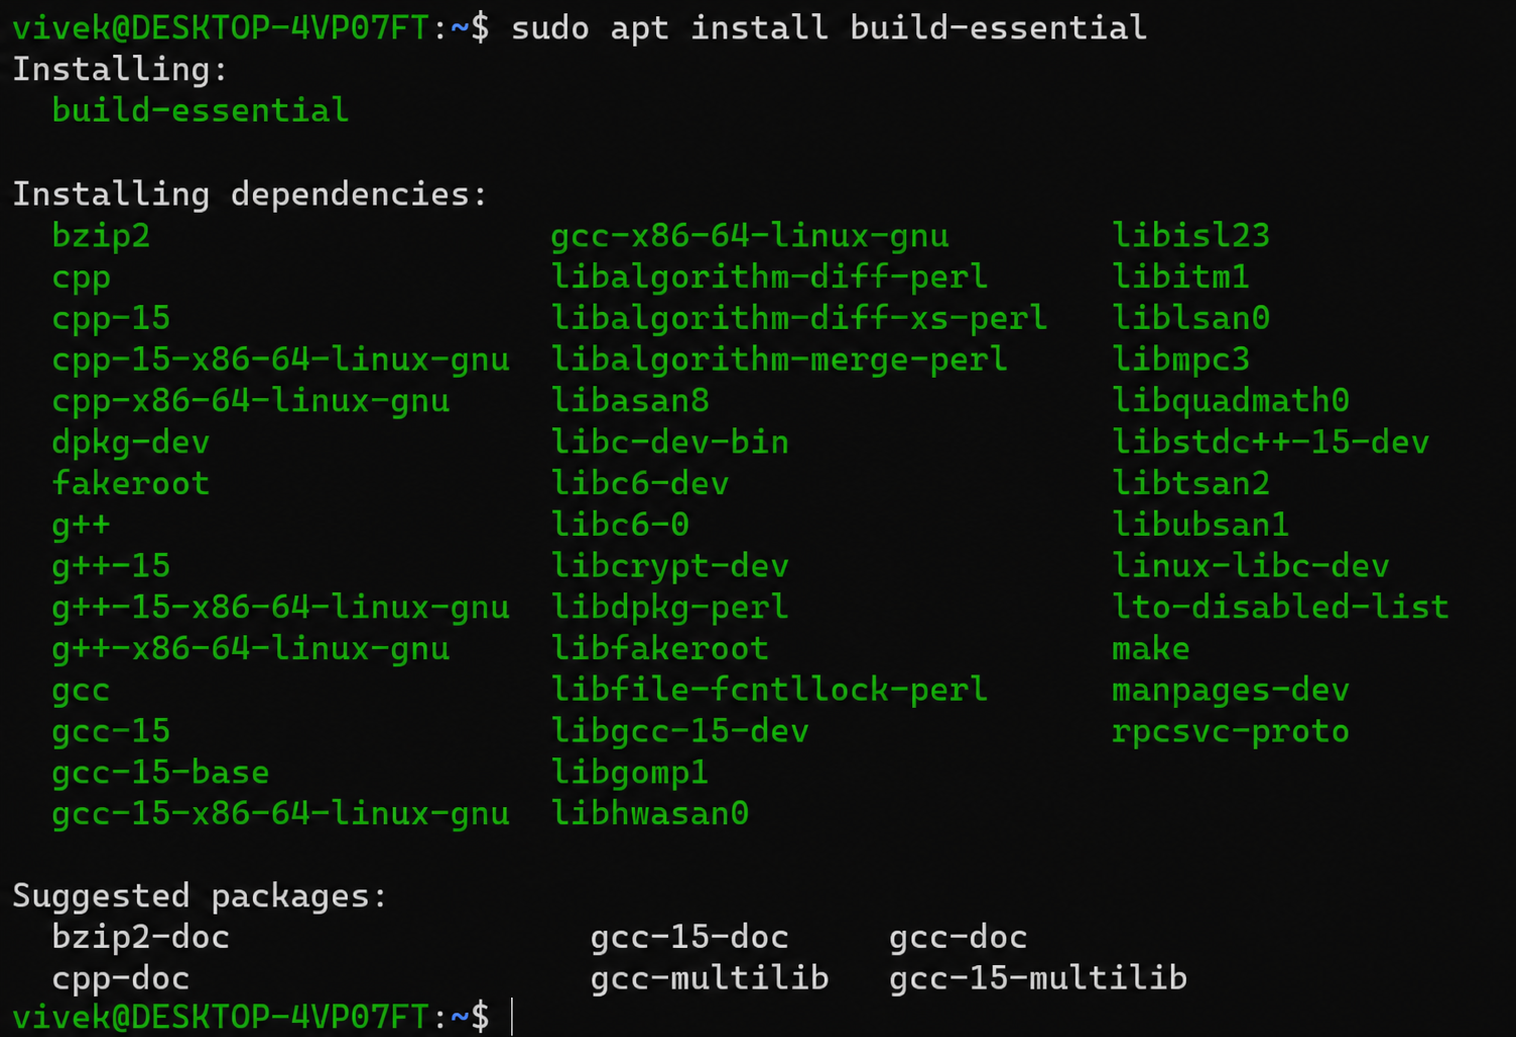 vivek@DESKTOP-4VP07FT:~$ sudo apt install build-essential
Installing:
build-essential
Installing dependencies:
bzip2 gcc-x86-64-linux-gnu libisl23
cpp libalgorithm-diff-perl libitm1
cpp-15 libalgorithm-diff-xs-perl liblsan0
cpp-15-x86-64-linux-gnu libalgorithm-merge-perl libmpc3
cpp-x86-64-linux-gnu libasan8 libquadmath0
dpkg-dev libc-dev-bin libstdc++-15-dev
fakeroot libc6-dev libtsan2
g++ libc6-0 libubsan1
g++-15 libcrypt-dev linux-libc-dev
g++-15-x86-64-linux-gnu libdpkg-perl lto-disabled-list
g++-x86-64-linux-gnu libfakeroot make
gcc libfile-fcntllock-perl manpages-dev
gcc-15 libgcc-15-dev rpcsvc-proto
gcc-15-base libgomp1
gcc-15-x86-64-linux-gnu libhwasan0
Suggested packages:
bzip2-doc gcc-15-doc gcc-doc
cpp-doc gcc-multilib gcc-15-multilib
vivek@DESKTOP-4VP07FT:~$